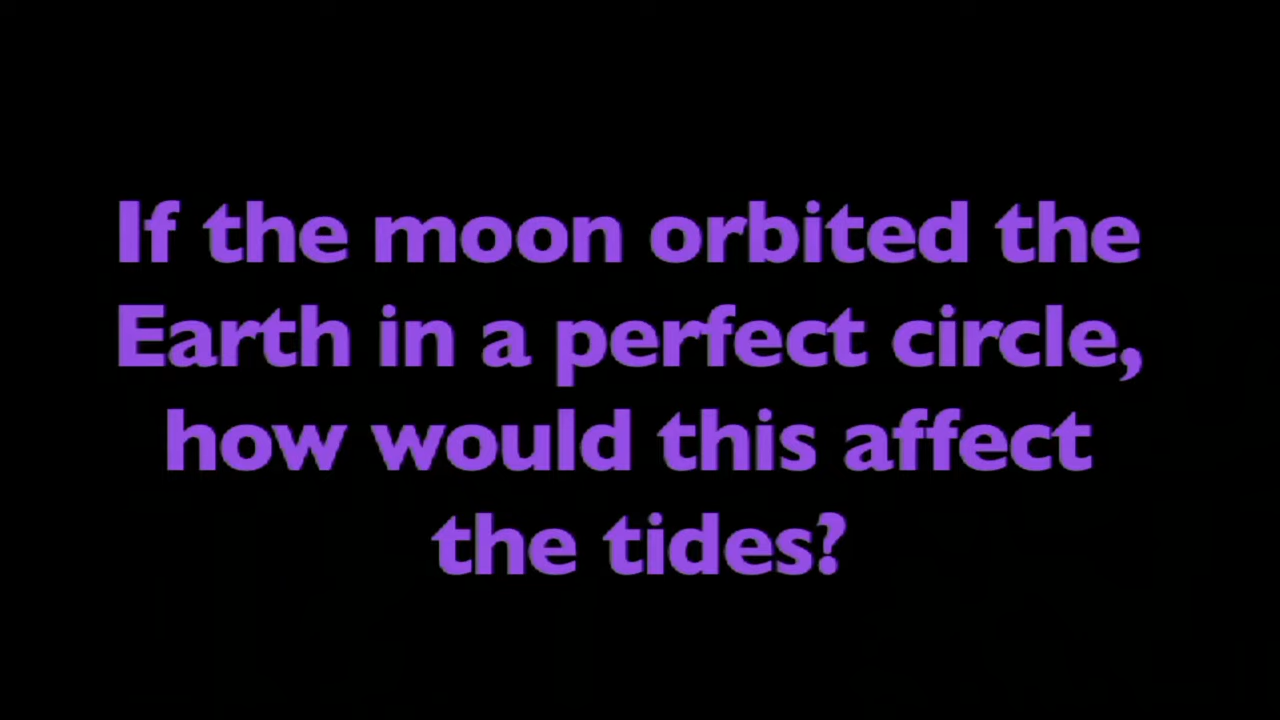 If the moon orbited the
Earth in a perfect circle,
how would this affect
the tides?